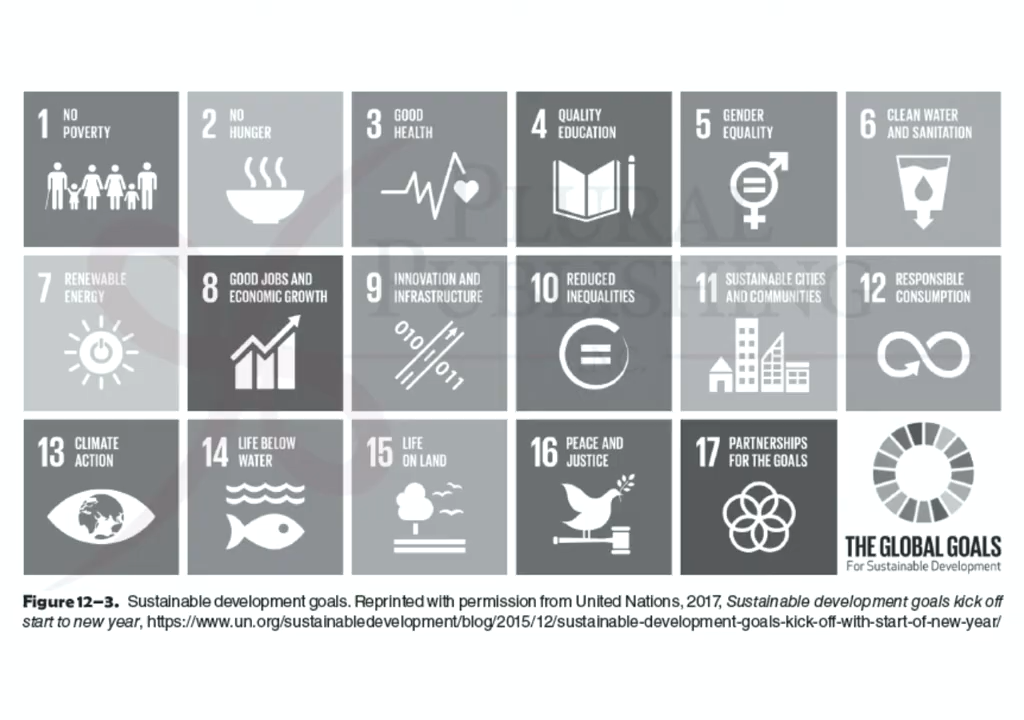 1 NO
POVERTY
2 NO
HUNGER
3 GOOD
HEALTH
4 QUALITY
EDUCATION
5 GENDER
EQUALITY
6 CLEAN WATER
AND SANITATION
7 RENEWABLE
ENERGY
8 GOOD JOBS AND
ECONOMIC GROWTH
9 INNOVATION AND
INFRASTRUCTURE
010
011
10 REDUCED
INEQUALITIES
11 SUSTAINABLE CITIES
AND COMMUNITIES
12 RESPONSIBLE
CONSUMPTION
13 CLIMATE
ACTION
14 LIFE BELOW
WATER
15 LIFE
ON LAND
16 PEACE AND
JUSTICE
17 PARTNERSHIPS
FOR THE GOALS
THE GLOBAL GOALS
For Sustainable Development
PLURAL
PUBLISHING
INC.
Figure 12–3. Sustainable development goals. Reprinted with permission from United Nations, 2017, Sustainable development goals kick off
start to new year, https://www.un.org/sustainabledevelopment/blog/2015/12/sustainable-development-goals-kick-off-with-start-of-new-year/